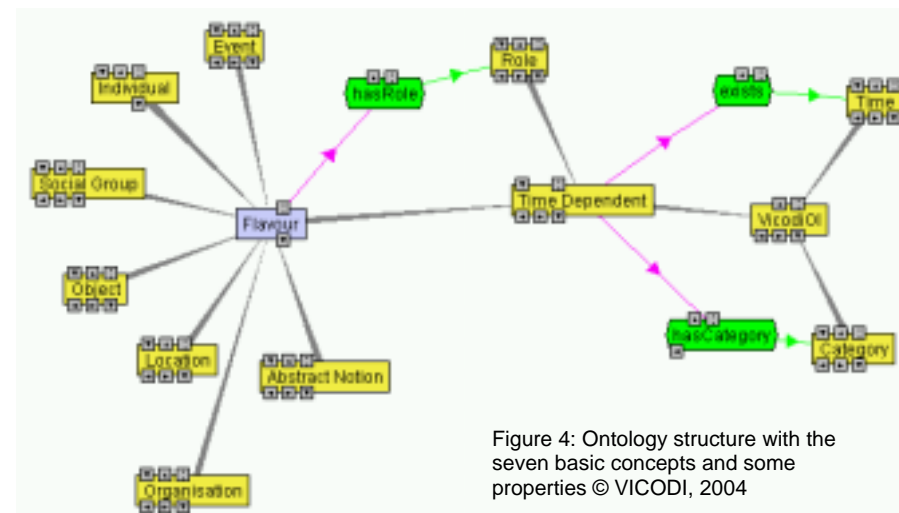 Event
Individual
hasRole
Role
exists
Time
Social Group
Flavour
Time Dependent
VicodiOI
Object
Location
Abstract Notion
hasCategory
Category
Organisation
Figure 4: Ontology structure with the
seven basic concepts and some
properties © VICODI, 2004